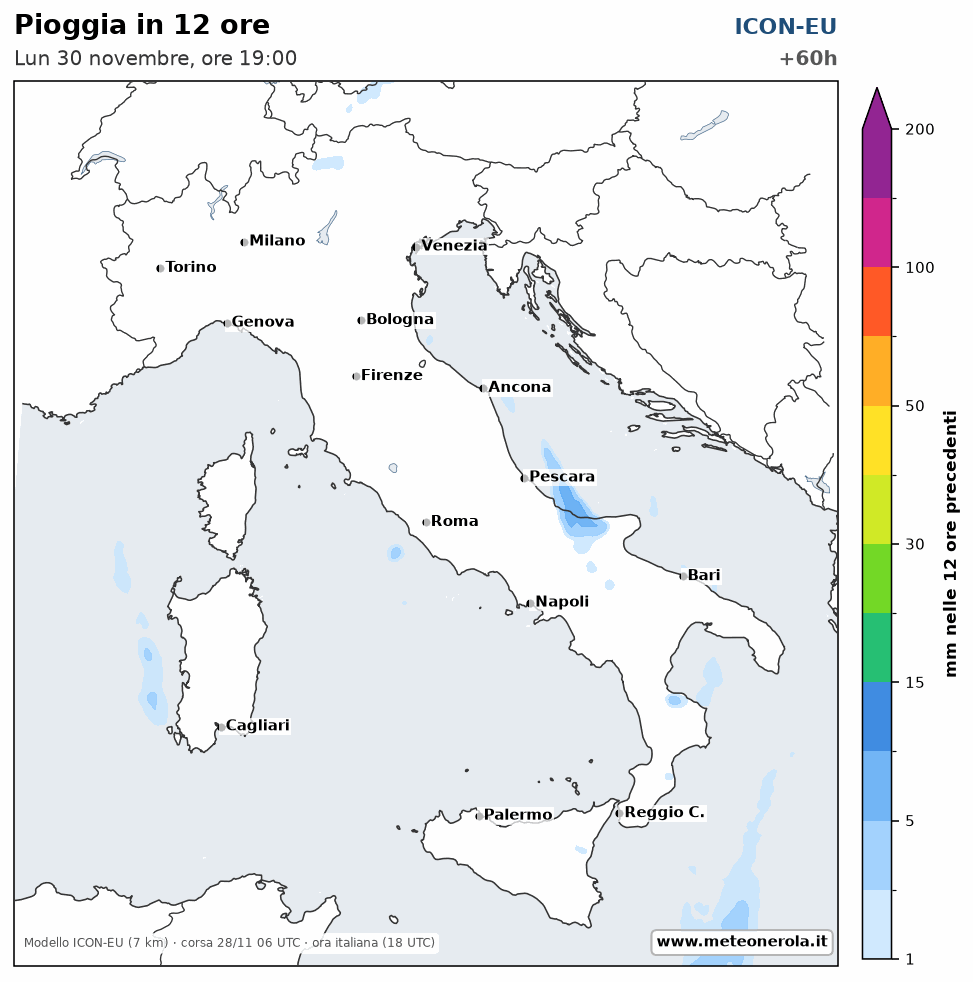 Pioggia in 12 ore
ICON-EU
Lun 30 novembre, ore 19:00
+60h
200
Venezia
Milano
Torino
100
Bologna
Genova
Firenze
Ancona
50
Pescara
Roma
30
Bari
Napoli
mm nelle 12 ore precedenti
15
Cagliari
Reggio C.
Palermo
5
Modello ICON-EU (7 km) · corsa 28/11 06 UTC · ora italiana (18 UTC)
www.meteonerola.it
1